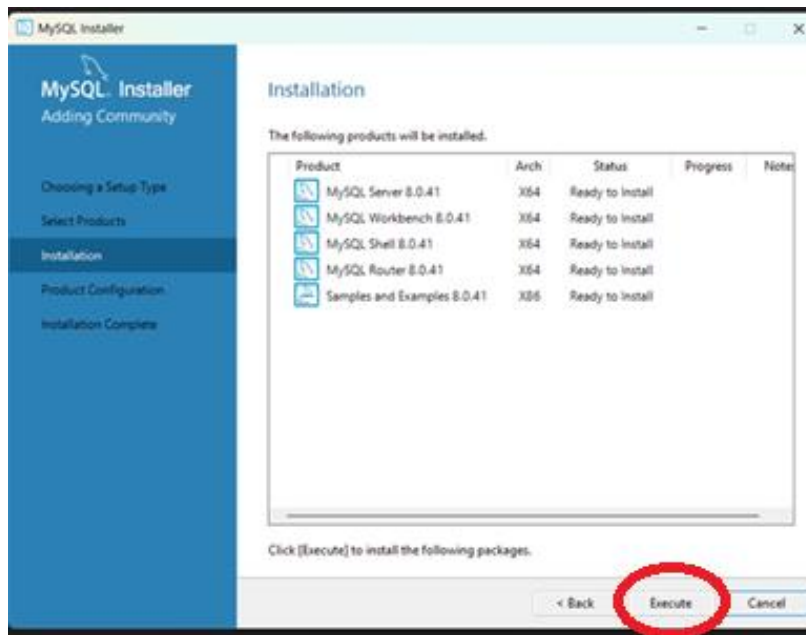 MySQL Installer
MySQL. Installer
Adding Community
Choosing a Setup Type
Select Products
Installation
Product Configuration
Installation Complete
Installation
The following products will be installed.
Product Arch Status Progress Notes
MySQL Server 8.0.41 X64 Ready to Install
MySQL Workbench 8.0.41 X64 Ready to Install
MySQL Shell 8.0.41 X64 Ready to Install
MySQL Router 8.0.41 X64 Ready to Install
Samples and Examples 8.0.41 X86 Ready to Install
Click [Execute] to install the following packages.
< Back Execute Cancel